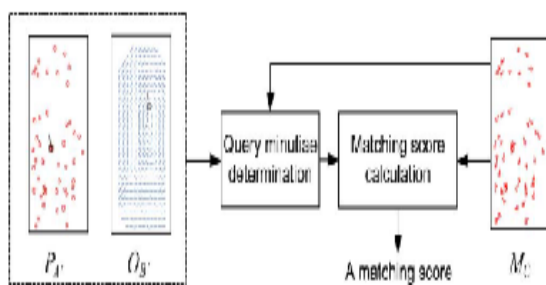 Query minutiae
determination
Matching score
calculation
A matching score